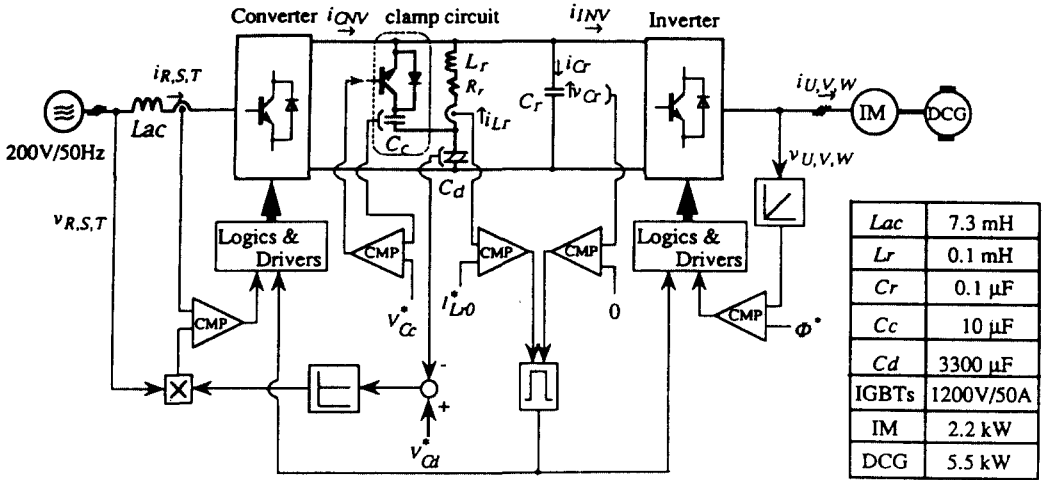 Converter
i_CNV
clamp circuit
i_INV
Inverter
i_R,S,T
Lac
200V/50Hz
L_r
R_r
i_Lr
C_c
C_d
i_Cr
C_r
v_Cr
i_U,V,W
IM
DCG
v_U,V,W
v_R,S,T
Logics &
Drivers
CMP
CMP
CMP
CMP
Logics &
Drivers
CMP
v*_Cc
I*_Lr0
0
Φ*
-
+
v*_Cd
Lac 7.3 mH
Lr 0.1 mH
Cr 0.1 μF
Cc 10 μF
Cd 3300 μF
IGBTs 1200V/50A
IM 2.2 kW
DCG 5.5 kW